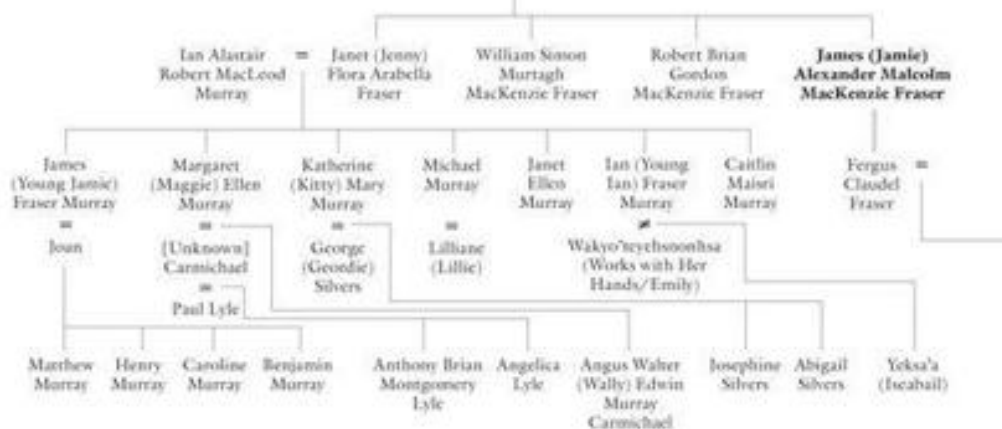 Ian Alastair
Robert MacLeod
Murray
=
Janet (Jenny)
Flora Arabella
Fraser
William Simon
Murtagh
MacKenzie Fraser
Robert Brian
Gordon
MacKenzie Fraser
James (Jamie)
Alexander Malcolm
MacKenzie Fraser
James
(Young Jamie)
Fraser Murray
=
Joan
Margaret
(Maggie) Ellen
Murray
=
[Unknown]
Carmichael
=
Paul Lyle
Katherine
(Kitty) Mary
Murray
=
George
(Geordie)
Silvers
Michael
Murray
=
Lilliane
(Lillie)
Janet
Ellen
Murray
Ian (Young
Ian) Fraser
Murray
≠
Wakyo'teyehsnonhsa
(Works with Her
Hands/Emily)
Caitlin
Maisri
Murray
Fergus
Claudel
Fraser
=
Matthew
Murray
Henry
Murray
Caroline
Murray
Benjamin
Murray
Anthony Brian
Montgomery
Lyle
Angelica
Lyle
Angus Walter
(Wally) Edwin
Murray
Carmichael
Josephine
Silvers
Abigail
Silvers
Yeksa'a
(Iseabail)